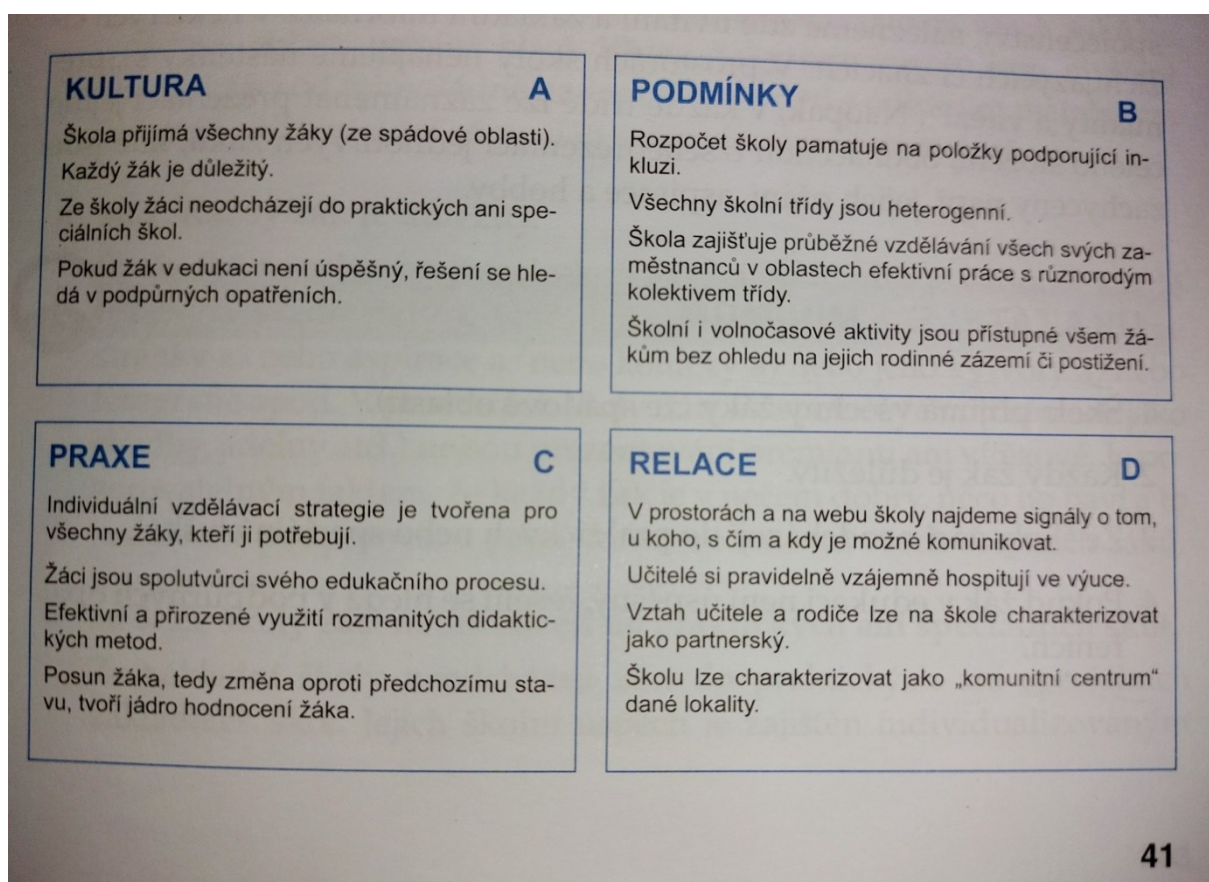 KULTURA A
Škola přijímá všechny žáky (ze spádové oblasti).
Každý žák je důležitý.
Ze školy žáci neodcházejí do praktických ani spe-
ciálních škol.
Pokud žák v edukaci není úspěšný, řešení se hle-
dá v podpůrných opatřeních.
PODMÍNKY B
Rozpočet školy pamatuje na položky podporující in-
kluzi.
Všechny školní třídy jsou heterogenní.
Škola zajišťuje průběžné vzdělávání všech svých za-
městnanců v oblastech efektivní práce s různorodým
kolektivem třídy.
Školní i volnočasové aktivity jsou přístupné všem žá-
kům bez ohledu na jejich rodinné zázemí či postižení.
PRAXE C
Individuální vzdělávací strategie je tvořena pro
všechny žáky, kteří ji potřebují.
Žáci jsou spolutvůrci svého edukačního procesu.
Efektivní a přirozené využití rozmanitých didaktic-
kých metod.
Posun žáka, tedy změna oproti předchozímu sta-
vu, tvoří jádro hodnocení žáka.
RELACE D
V prostorách a na webu školy najdeme signály o tom,
u koho, s čím a kdy je možné komunikovat.
Učitelé si pravidelně vzájemně hospitují ve výuce.
Vztah učitele a rodiče lze na škole charakterizovat
jako partnerský.
Školu lze charakterizovat jako „komunitní centrum“
dané lokality.
41